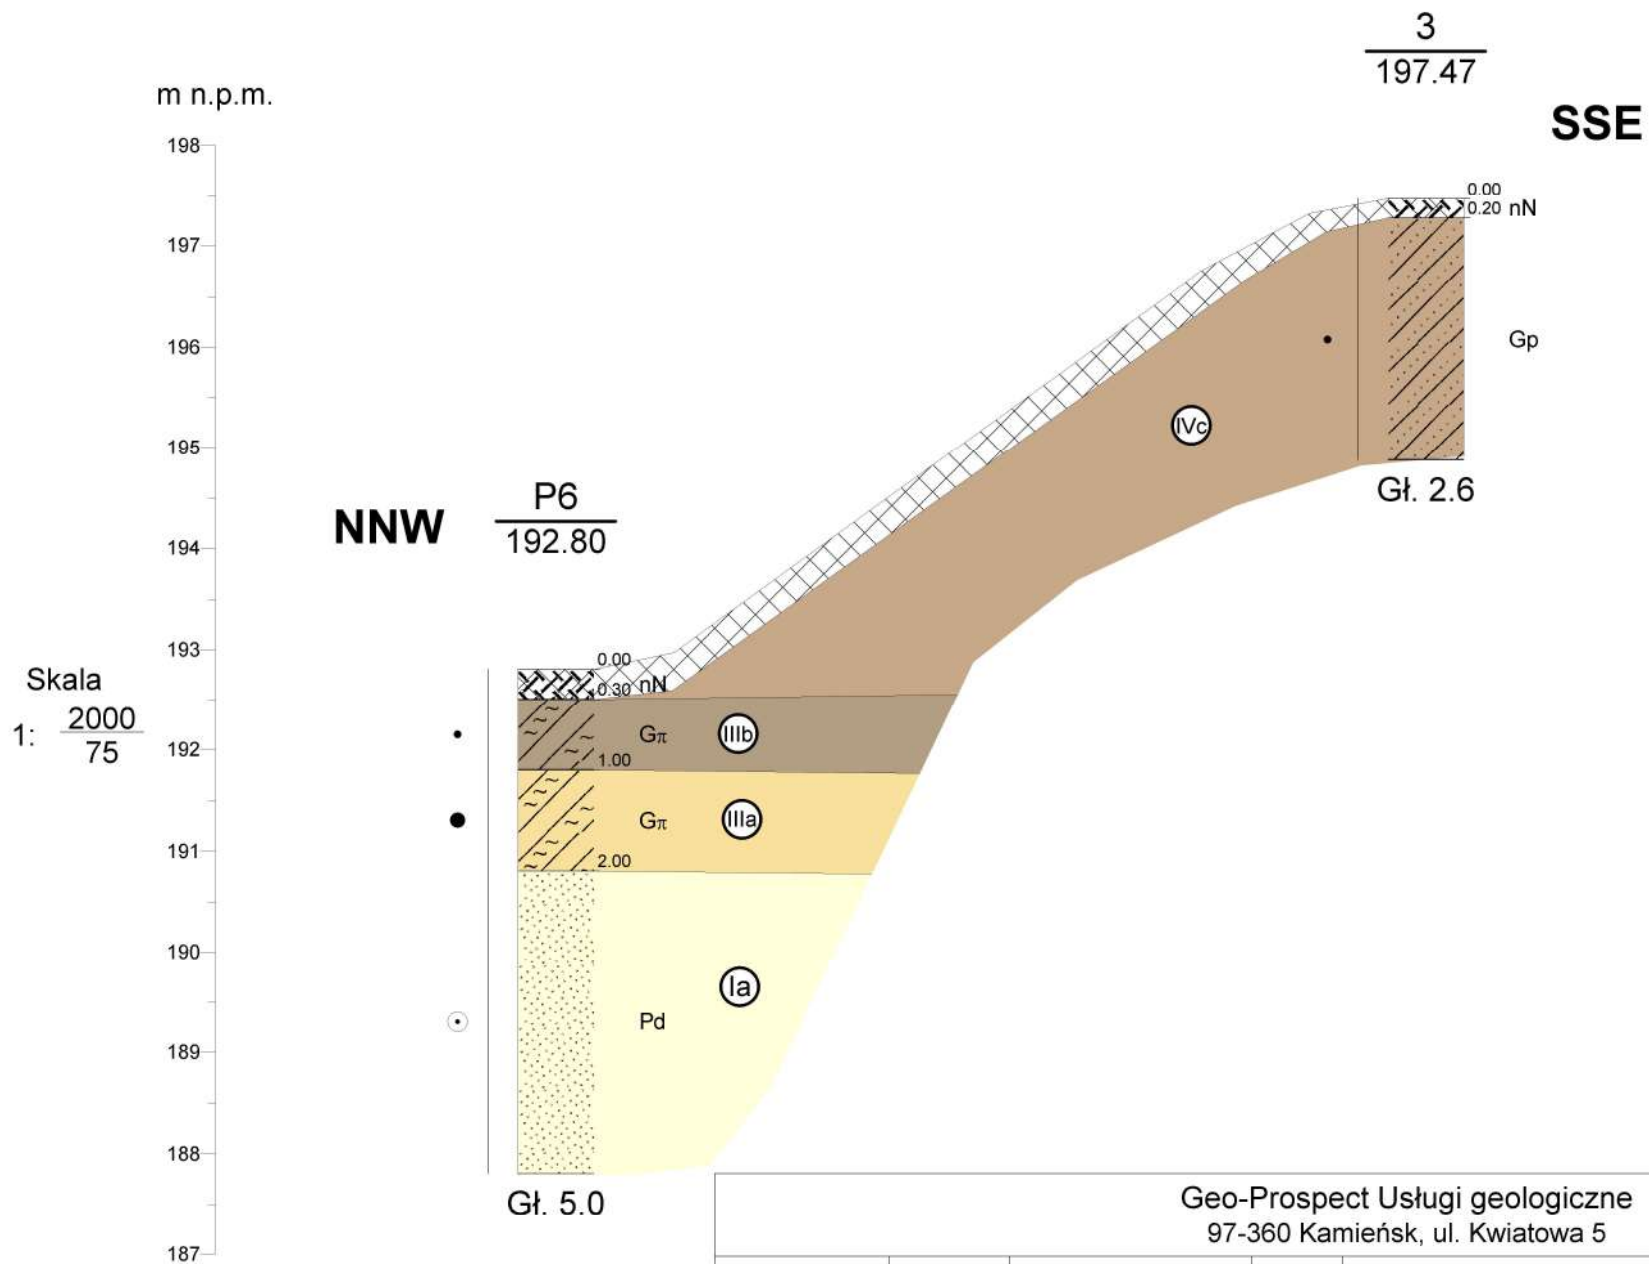 3
197.47
m n.p.m.
SSE
198
0.00
0.20 nN
197
196
Gp
IVc
195
Gł. 2.6
P6
NNW
192.80
194
193
0.00
Skala
0.30 nN
2000
1:
75
192
Gπ
IIIb
1.00
Gπ
IIIa
191
2.00
190
Ia
Pd
189
188
Gł. 5.0
Geo-Prospect Usługi geologiczne
97-360 Kamieńsk, ul. Kwiatowa 5
187